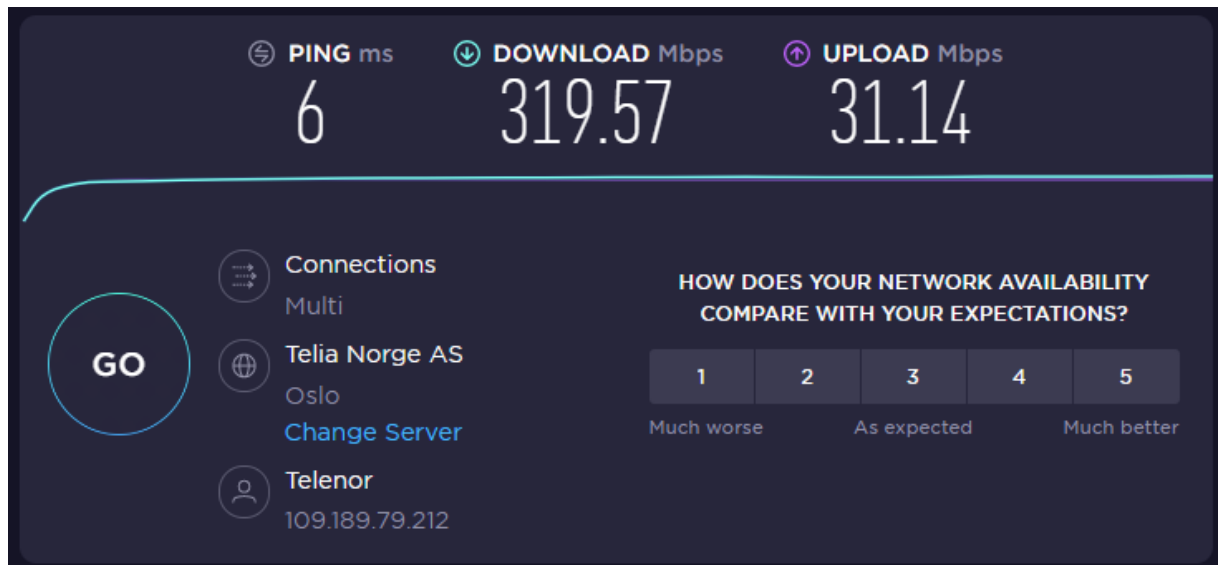 PING ms DOWNLOAD Mbps UPLOAD Mbps
6 319.57 31.14
Connections
Multi
GO
Telia Norge AS
Oslo
Change Server
Telenor
109.189.79.212
HOW DOES YOUR NETWORK AVAILABILITY
COMPARE WITH YOUR EXPECTATIONS?
1 2 3 4 5
Much worse As expected Much better